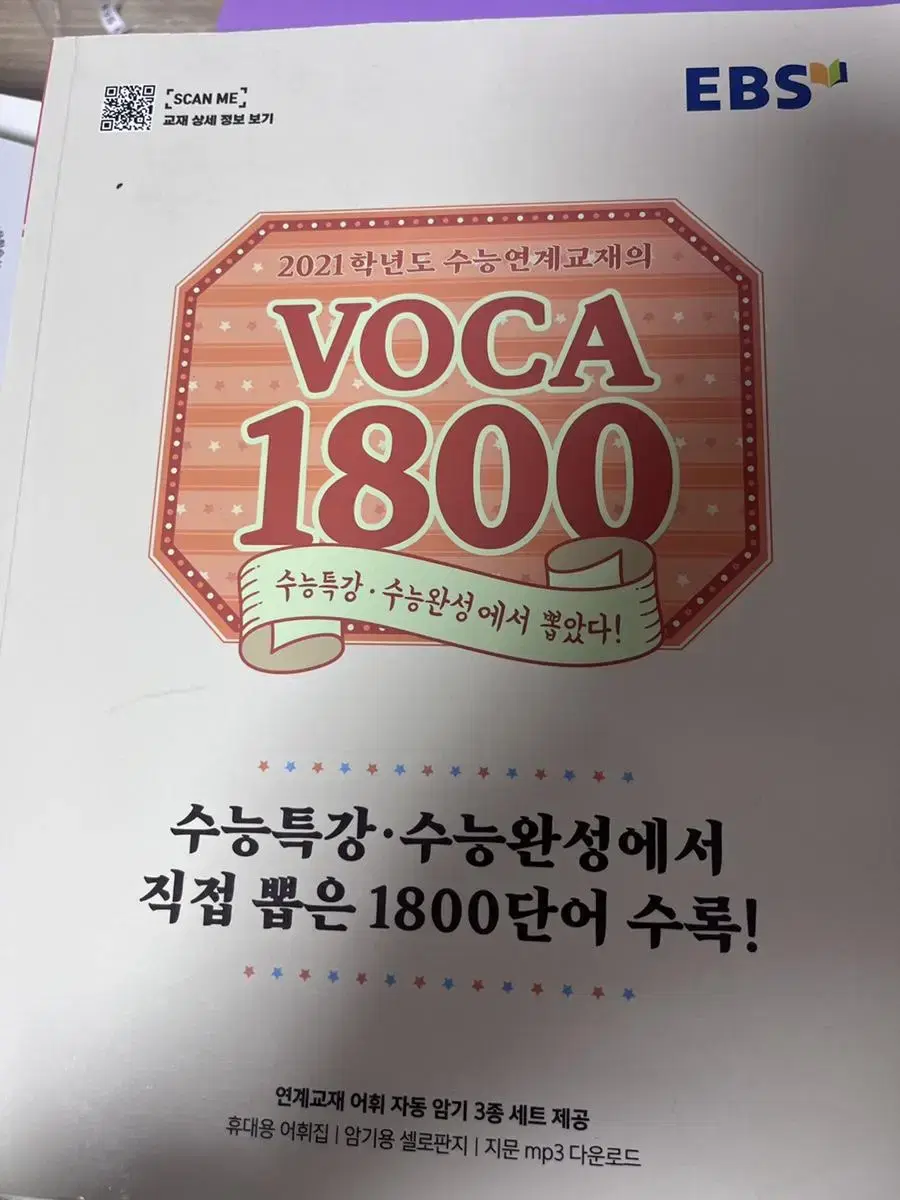 [SCAN ME]
교재 상세 정보 보기
EBS
2021학년도 수능연계교재의
VOCA
1800
수능특강·수능완성에서 뽑았다!
수능특강·수능완성에서
직접 뽑은 1800단어 수록!
연계교재 어휘 자동 암기 3종 세트 제공
휴대용 어휘집 | 암기용 셀로판지 | 지문 mp3 다운로드